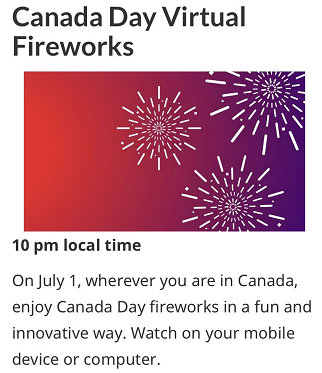 Canada Day Virtual
Fireworks
10 pm local time
On July 1, wherever you are in Canada,
enjoy Canada Day fireworks in a fun and
innovative way. Watch on your mobile
device or computer.